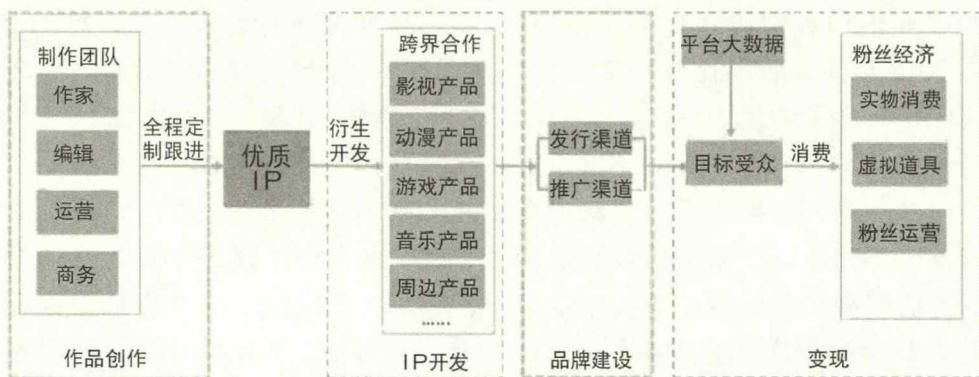 制作团队
作家
编辑
运营
商务
全程定
制跟进
作品创作
优质
IP
衍生
开发
跨界合作
影视产品
动漫产品
游戏产品
音乐产品
周边产品
……
IP开发
发行渠道
推广渠道
品牌建设
平台大数据
目标受众
消费
粉丝经济
实物消费
虚拟道具
粉丝运营
变现